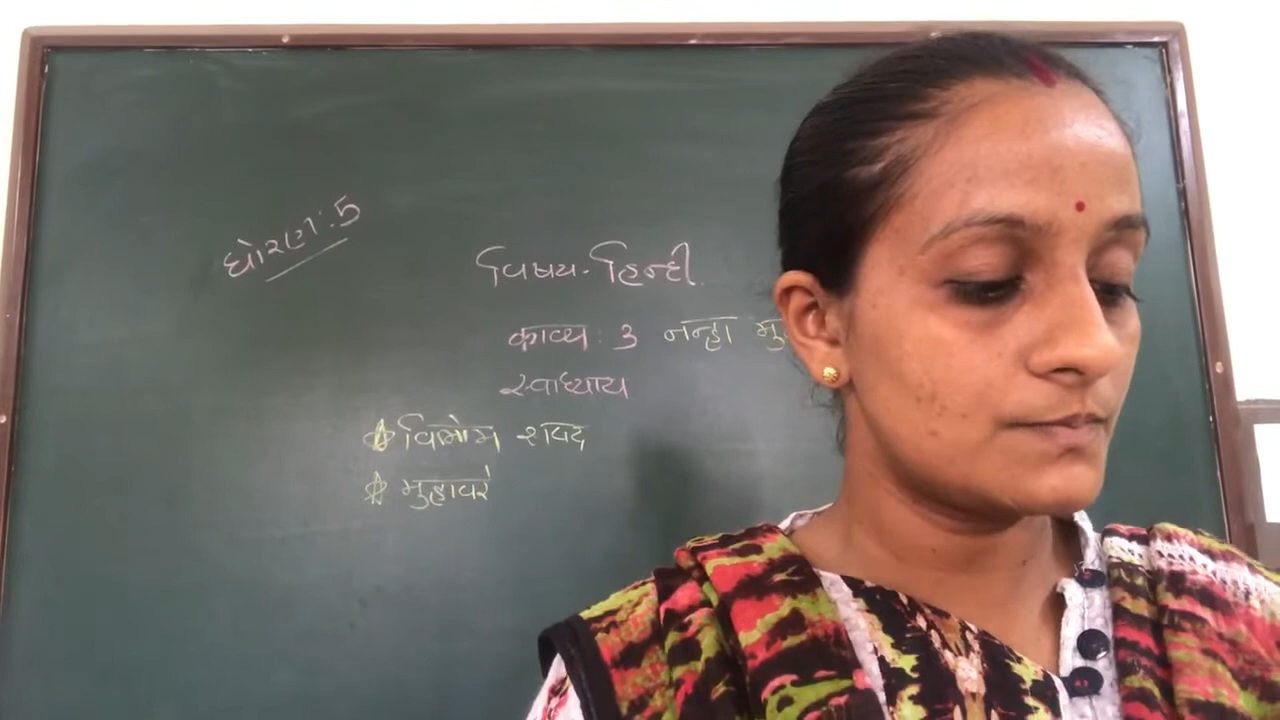 ધોરણ: 5
विषय - हिन्दी.
काव्य : 3 नन्हा
स्वाध्याय
विलोम शब्द
मुहावरे